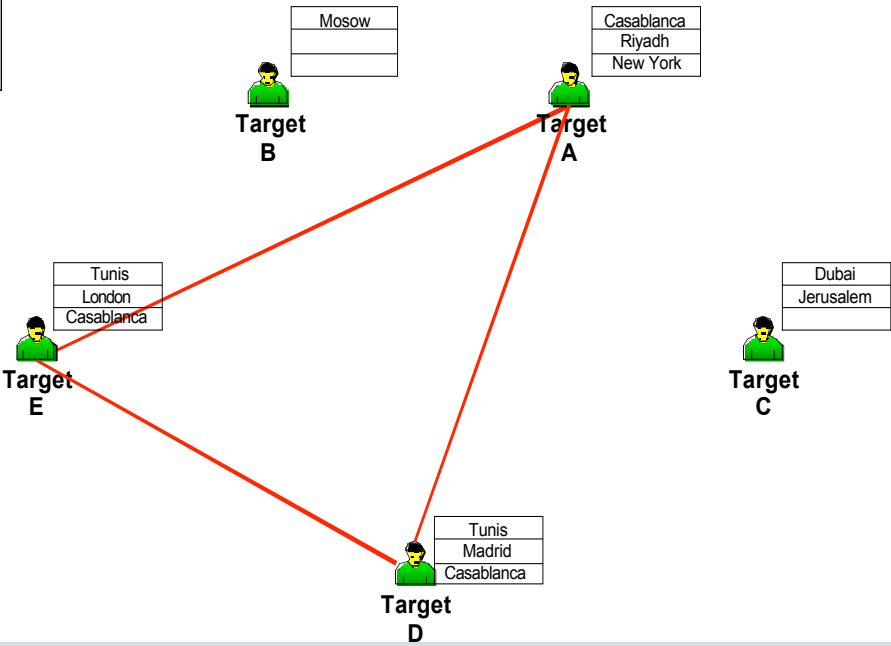 Mosow
Target
B
Casablanca
Riyadh
New York
Target
A
Tunis
London
Casablanca
Target
E
Dubai
Jerusalem
Target
C
Tunis
Madrid
Casablanca
Target
D